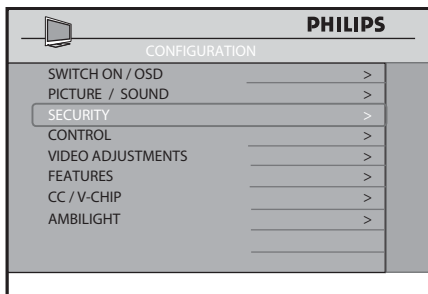 PHILIPS
CONFIGURATION
SWITCH ON / OSD >
PICTURE / SOUND >
SECURITY >
CONTROL >
VIDEO ADJUSTMENTS >
FEATURES >
CC / V-CHIP >
AMBILIGHT >